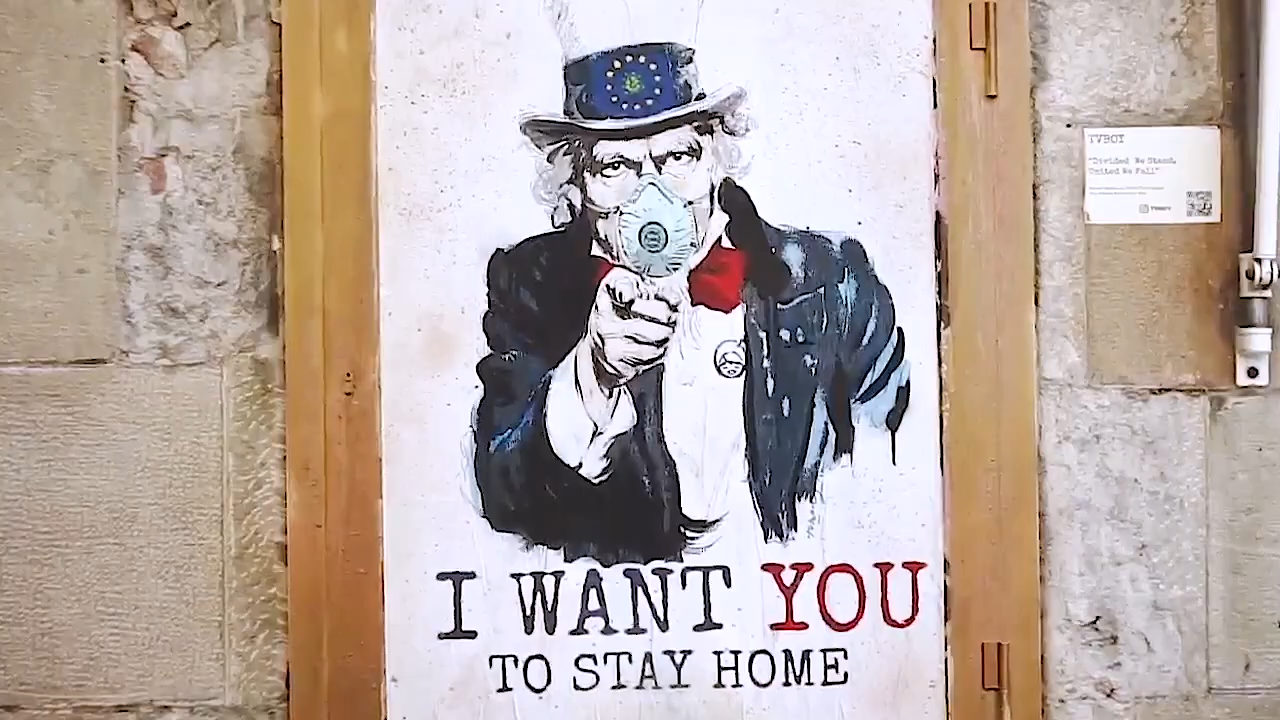 TVBOY
"Divided We Stand,
United We Fall"
I WANT YOU
TO STAY HOME